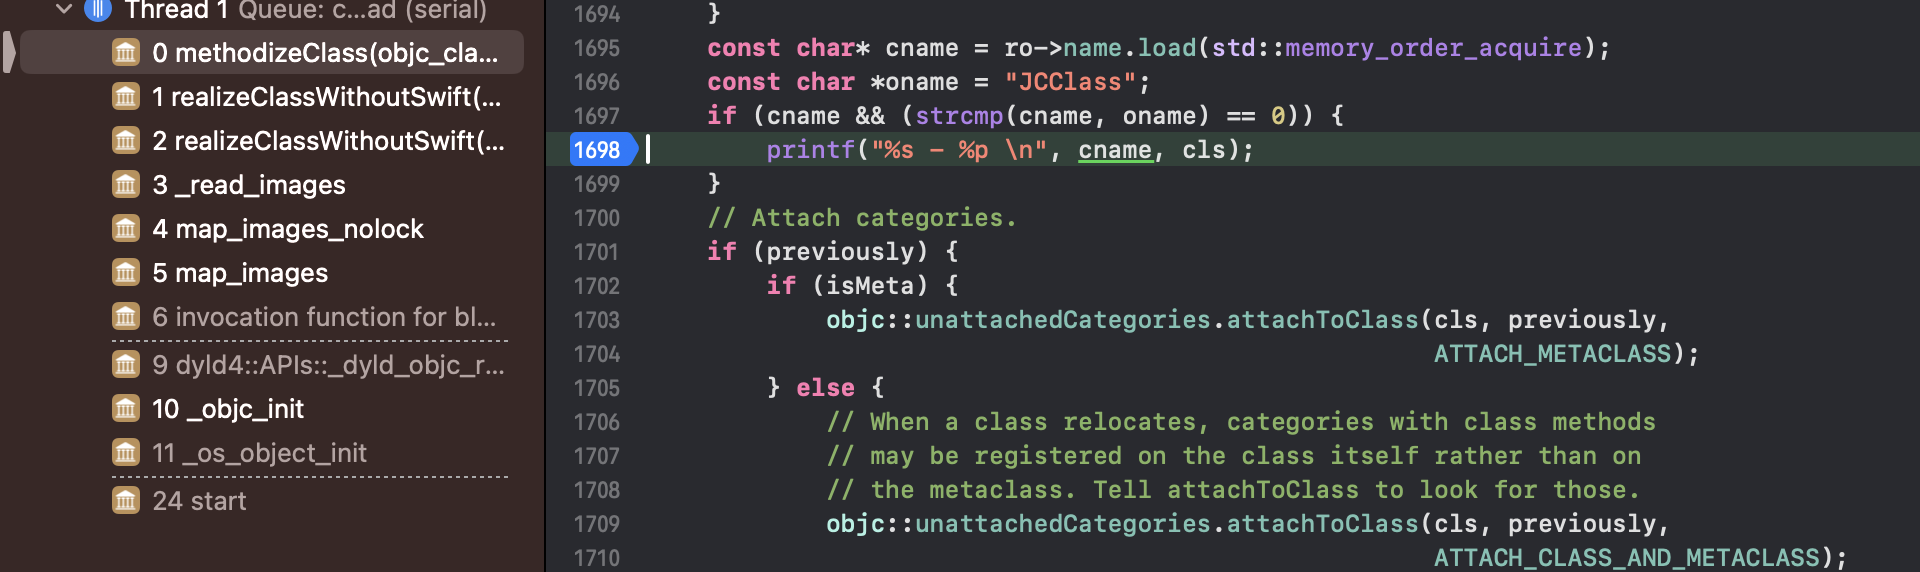 Thread 1 Queue: c...ad (serial)
0 methodizeClass(objc_cla...
1 realizeClassWithoutSwift(...
2 realizeClassWithoutSwift(...
3 _read_images
4 map_images_nolock
5 map_images
6 invocation function for bl...
9 dyld4::APIs::_dyld_objc_r...
10 _objc_init
11 _os_object_init
24 start
1694 }
1695 const char* cname = ro->name.load(std::memory_order_acquire);
1696 const char *oname = "JCClass";
1697 if (cname && (strcmp(cname, oname) == 0)) {
1698 printf("%s - %p \n", cname, cls);
1699 }
1700 // Attach categories.
1701 if (previously) {
1702 if (isMeta) {
1703 objc::unattachedCategories.attachToClass(cls, previously,
1704 ATTACH_METACLASS);
1705 } else {
1706 // When a class relocates, categories with class methods
1707 // may be registered on the class itself rather than on
1708 // the metaclass. Tell attachToClass to look for those.
1709 objc::unattachedCategories.attachToClass(cls, previously,
1710 ATTACH_CLASS_AND_METACLASS);